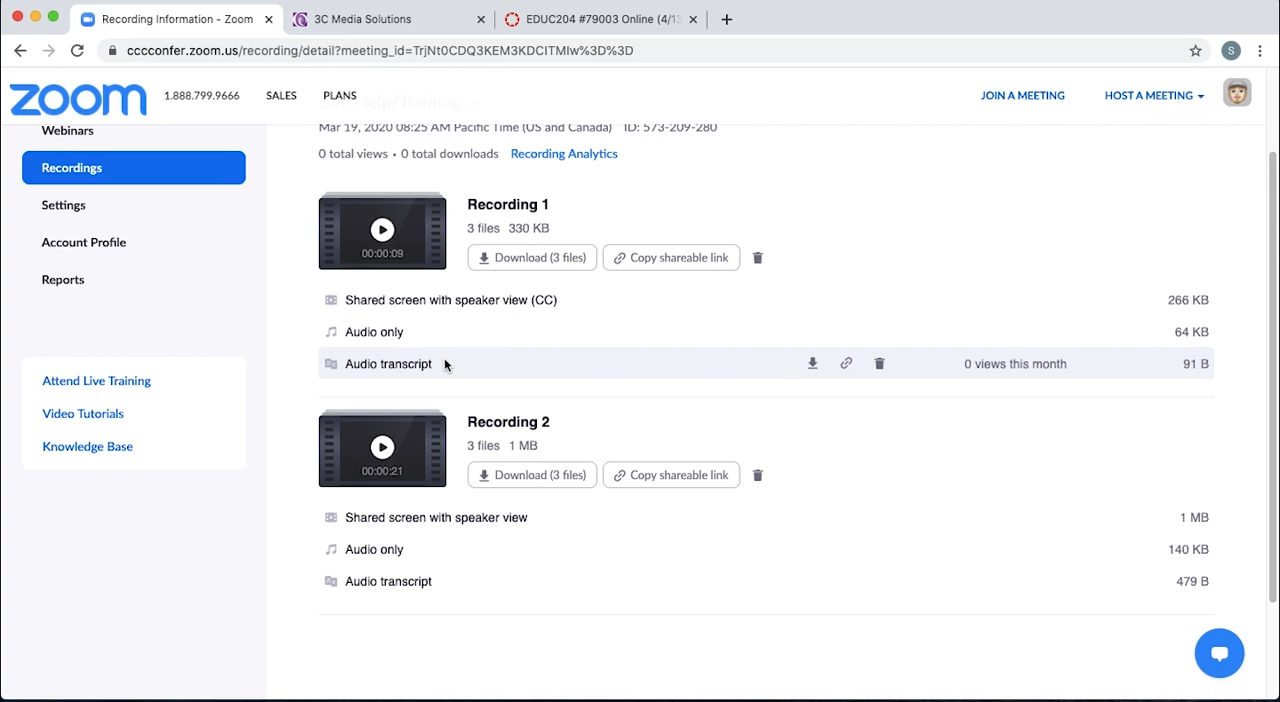 Recording Information - Zoom
3C Media Solutions
EDUC204 #79003 Online (4/13
cccconfer.zoom.us/recording/detail?meeting_id=TrjNt0CDQ3KEM3KDCITMIw%3D%3D
S
zoom
1.888.799.9666
SALES
PLANS
JOIN A MEETING
HOST A MEETING
Live Help/Training
Webinars
Mar 19, 2020 08:25 AM Pacific Time (US and Canada) ID: 573-209-280
0 total views • 0 total downloads Recording Analytics
Recordings
Settings
Account Profile
Reports
Attend Live Training
Video Tutorials
Knowledge Base
00:00:09
Recording 1
3 files 330 KB
Download (3 files)
Copy shareable link
Shared screen with speaker view (CC) 266 KB
Audio only 64 KB
Audio transcript 0 views this month 91 B
00:00:21
Recording 2
3 files 1 MB
Download (3 files)
Copy shareable link
Shared screen with speaker view 1 MB
Audio only 140 KB
Audio transcript 479 B